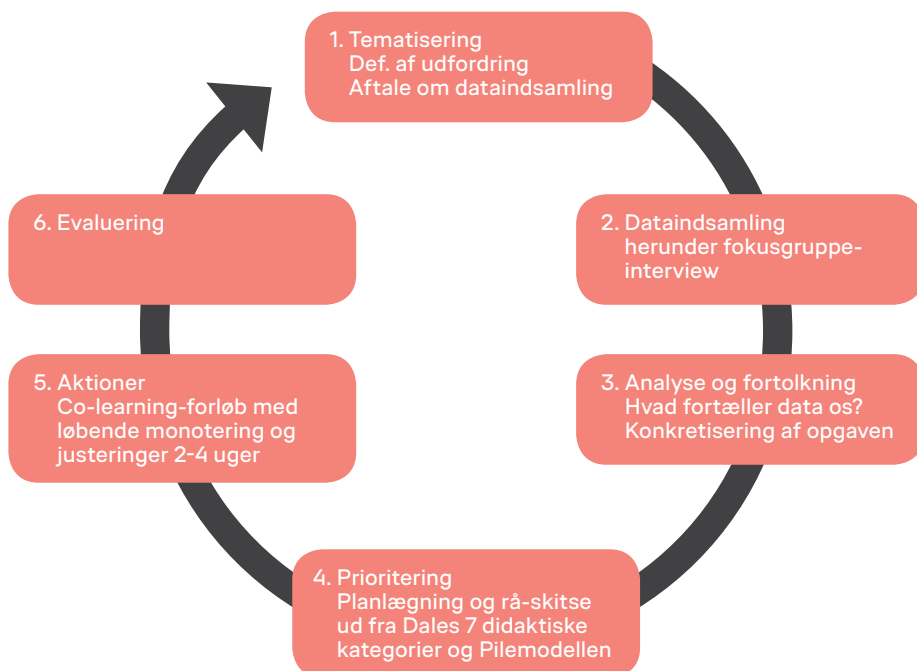 1. Tematisering
Def. af udfordring
Aftale om dataindsamling
2. Dataindsamling
herunder fokusgruppe-
interview
3. Analyse og fortolkning
Hvad fortæller data os?
Konkretisering af opgaven
4. Prioritering
Planlægning og rå-skitse
ud fra Dales 7 didaktiske
kategorier og Pilemodellen
5. Aktioner
Co-learning-forløb med
løbende monotering og
justeringer 2-4 uger
6. Evaluering